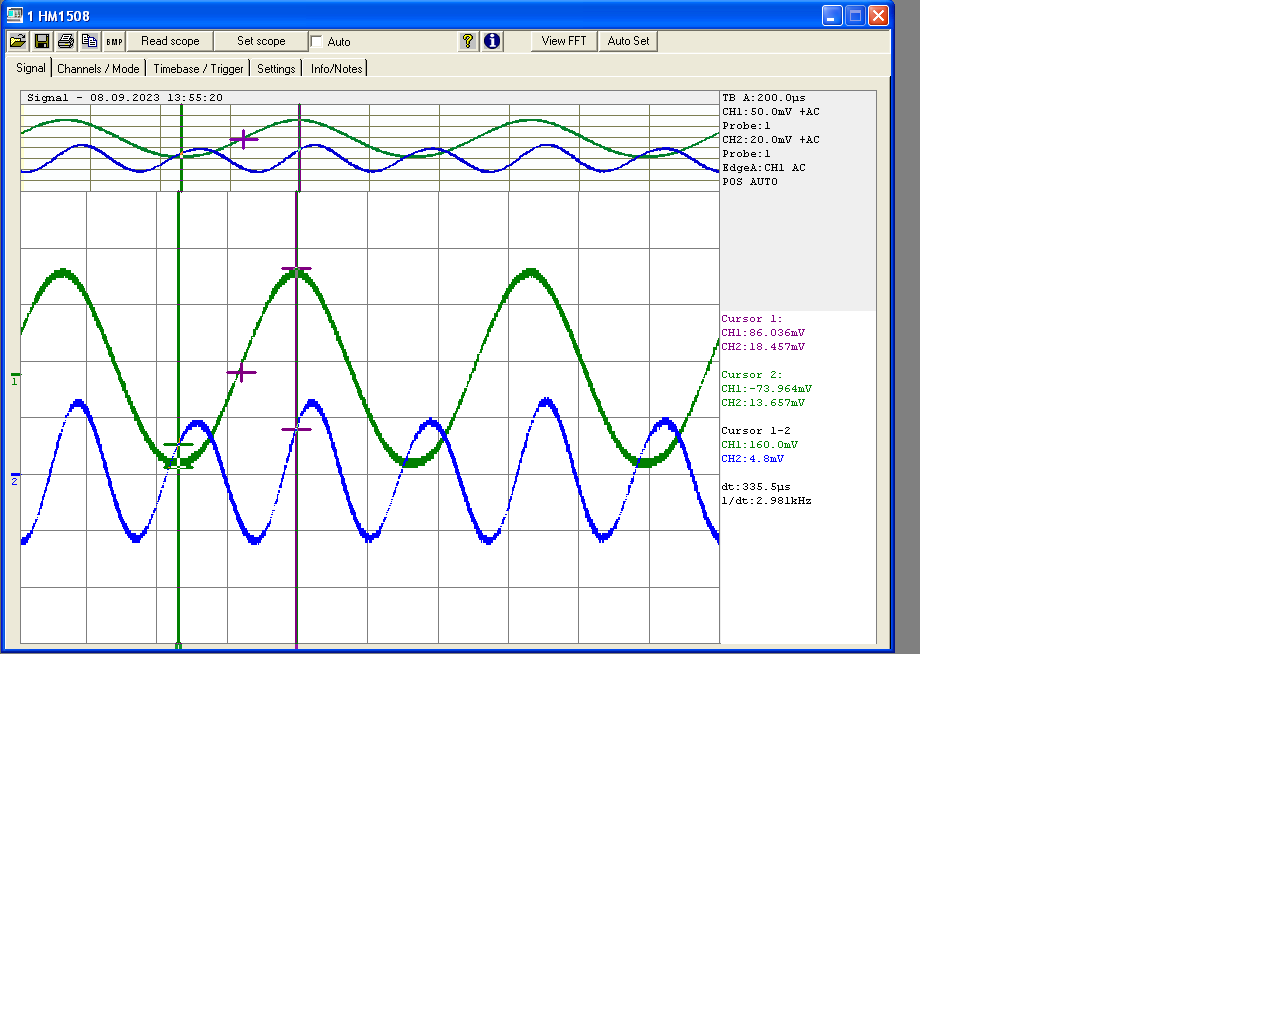 1 HM1508
BMP Read scope Set scope Auto ? i View FFT Auto Set
Signal Channels / Mode Timebase / Trigger Settings Info/Notes
Signal - 08.09.2023 13:55:20
TB A:200.0µs
CH1:50.0mV +AC
Probe:1
CH2:20.0mV +AC
Probe:1
EdgeA:CH1 AC
POS AUTO
Cursor 1:
CH1:86.036mV
CH2:18.457mV
Cursor 2:
CH1:-73.964mV
CH2:13.657mV
Cursor 1-2
CH1:160.0mV
CH2:4.8mV
dt:335.5µs
1/dt:2.981kHz
1
2